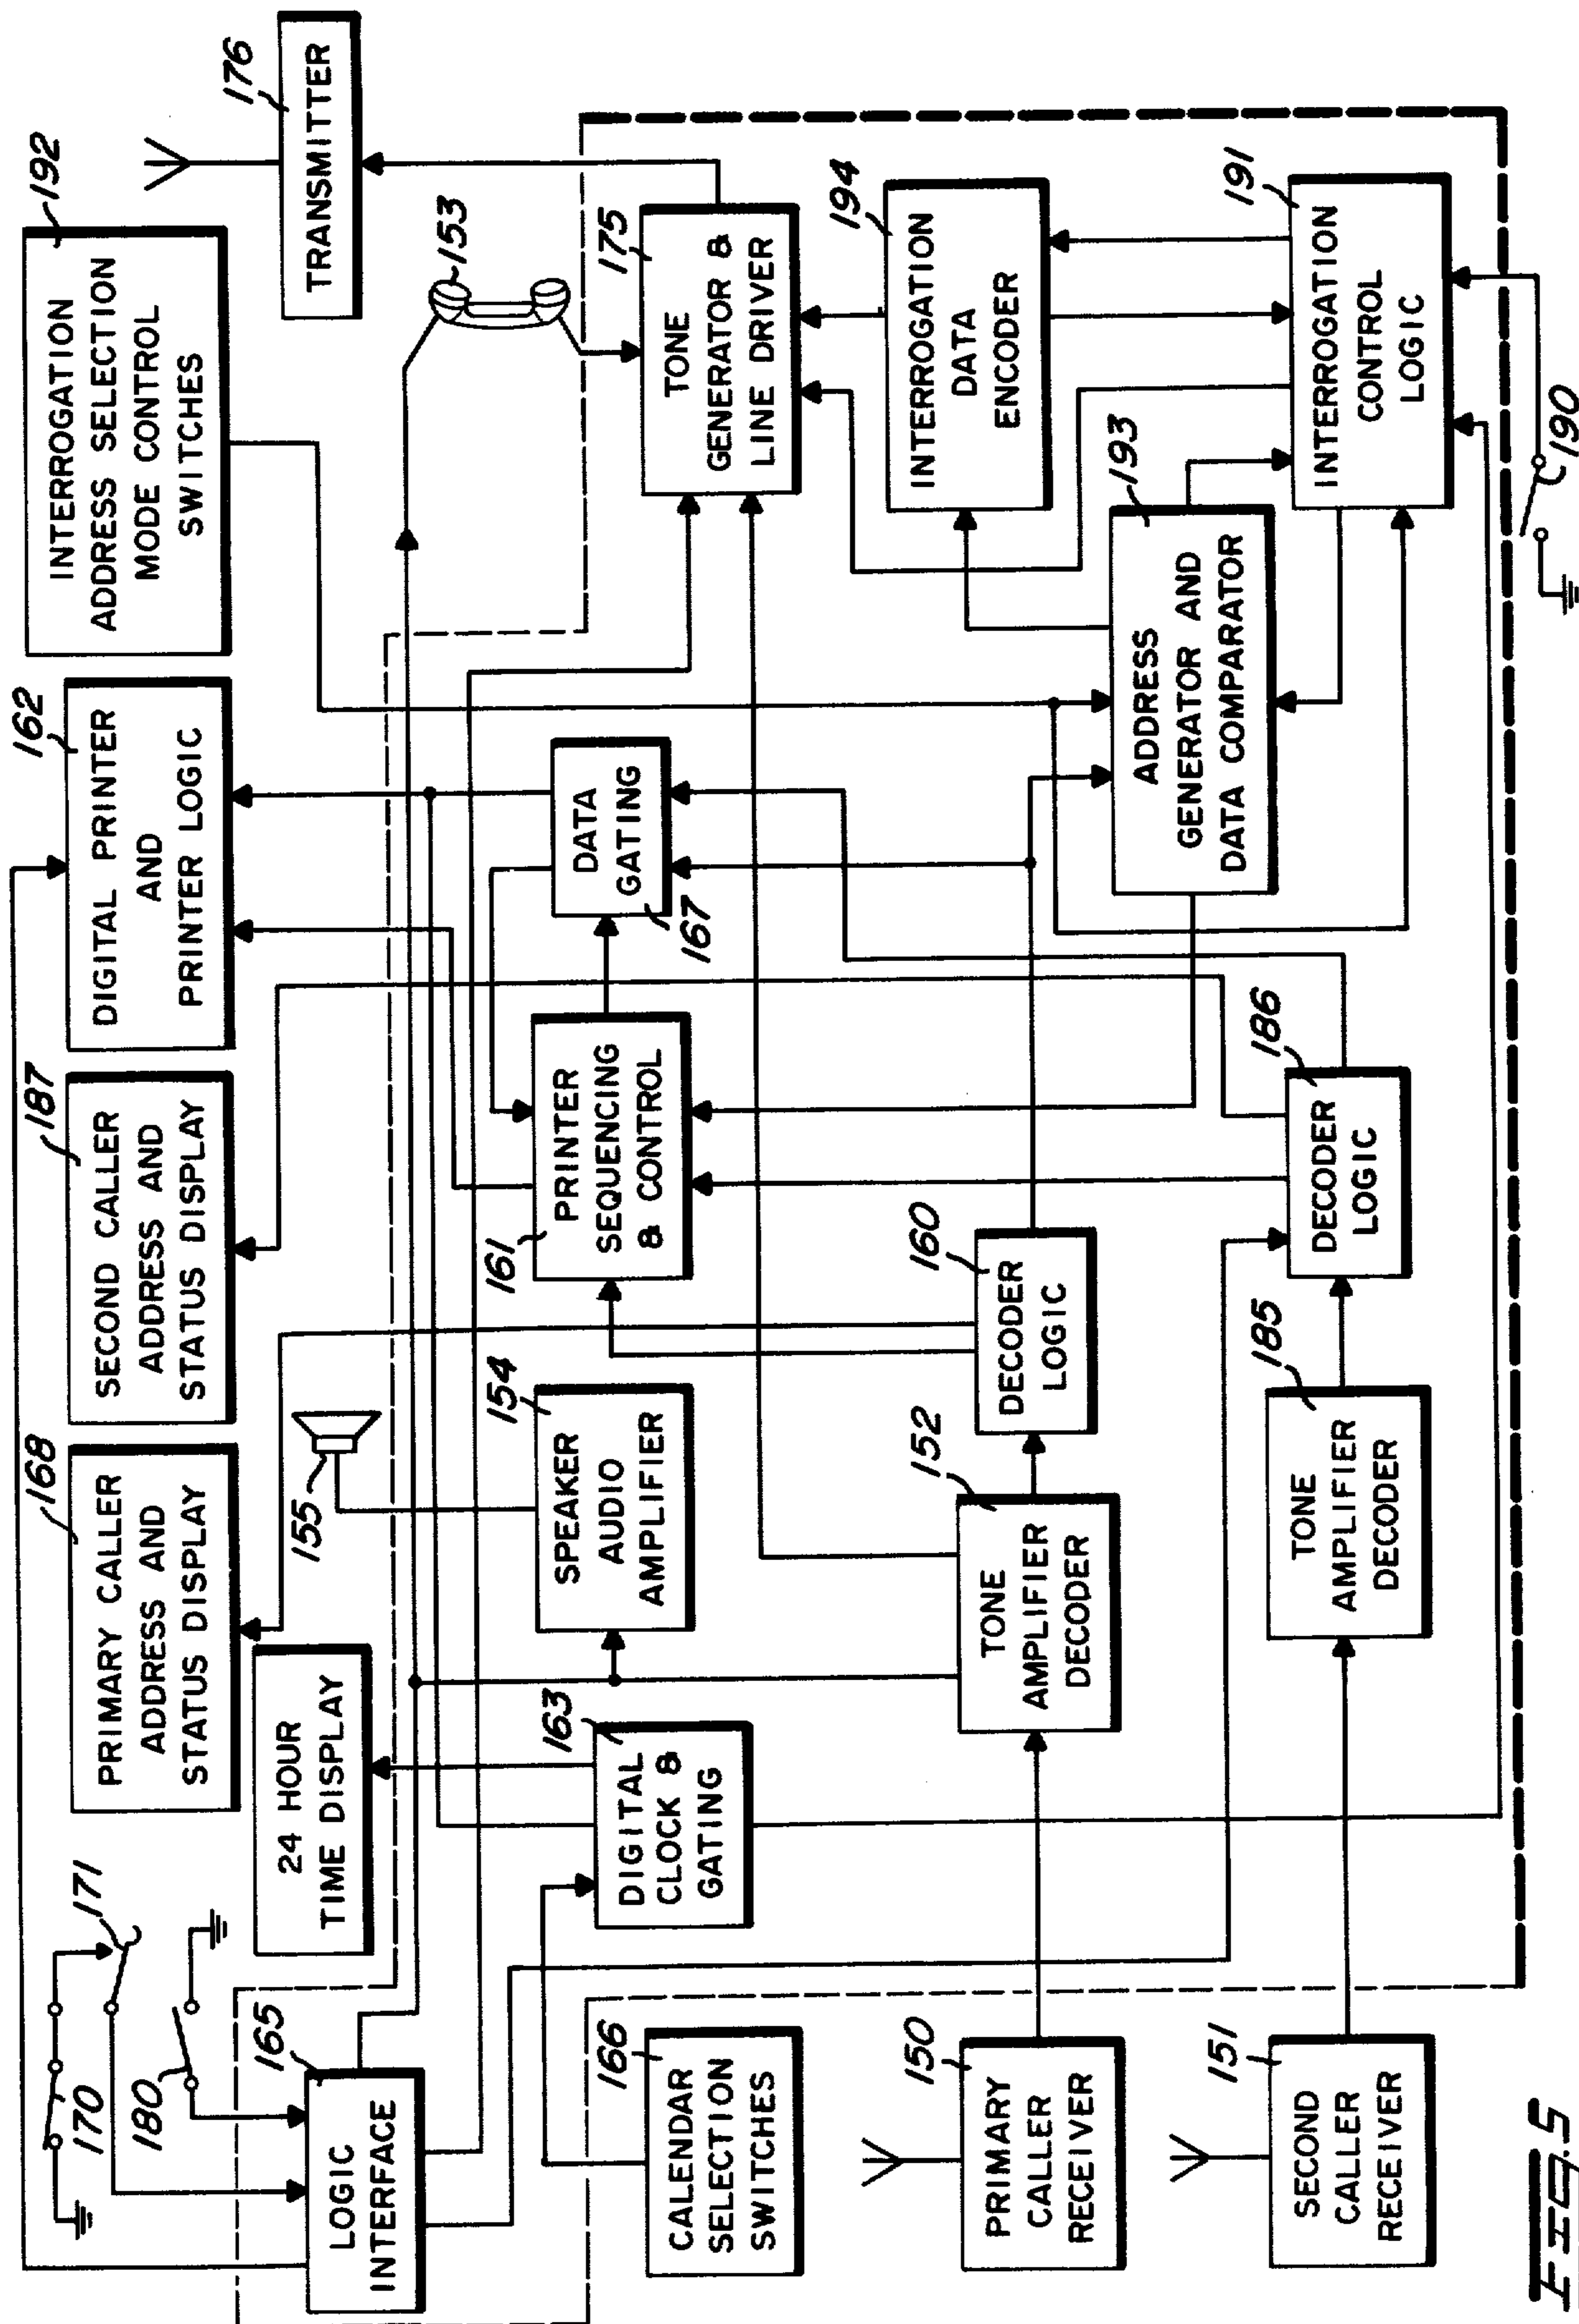 192
INTERROGATION
ADDRESS SELECTION
MODE CONTROL
SWITCHES
176
TRANSMITTER
162
DIGITAL PRINTER
AND
PRINTER LOGIC
187
SECOND CALLER
ADDRESS AND
STATUS DISPLAY
168
PRIMARY CALLER
ADDRESS AND
STATUS DISPLAY
24 HOUR
TIME DISPLAY
171
170
180
165
LOGIC
INTERFACE
153
155
175
TONE
GENERATOR &
LINE DRIVER
167
DATA
GATING
161
PRINTER
SEQUENCING
& CONTROL
154
SPEAKER
AUDIO
AMPLIFIER
163
DIGITAL
CLOCK &
GATING
166
CALENDAR
SELECTION
SWITCHES
194
INTERROGATION
DATA
ENCODER
193
ADDRESS
GENERATOR AND
DATA COMPARATOR
160
DECODER
LOGIC
152
TONE
AMPLIFIER
DECODER
150
PRIMARY
CALLER
RECEIVER
191
INTERROGATION
CONTROL
LOGIC
190
186
DECODER
LOGIC
185
TONE
AMPLIFIER
DECODER
151
SECOND
CALLER
RECEIVER
FIG. 5